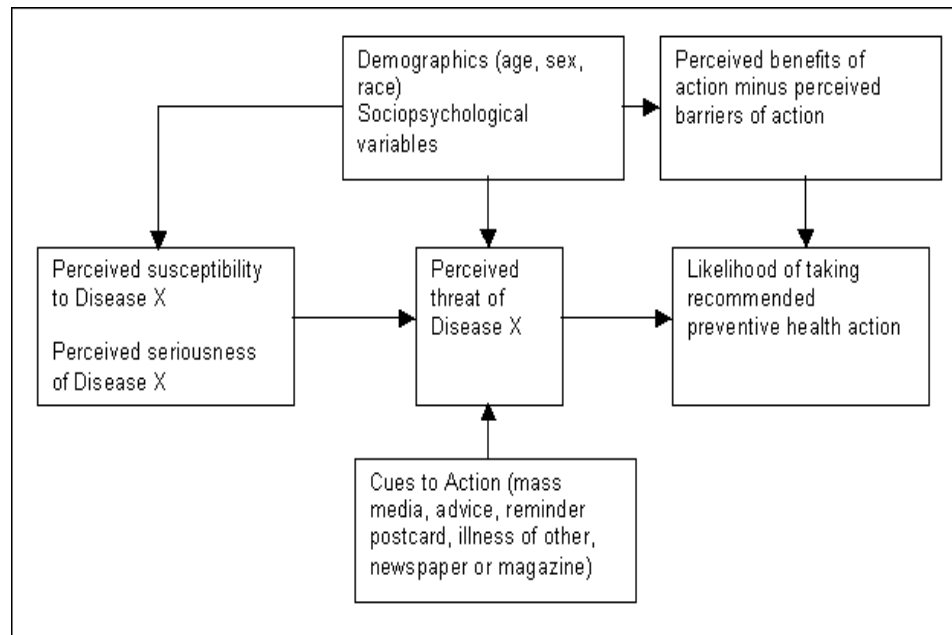 Demographics (age, sex,
race)
Sociopsychological
variables
Perceived benefits of
action minus perceived
barriers of action
Perceived susceptibility
to Disease X
Perceived seriousness
of Disease X
Perceived
threat of
Disease X
Likelihood of taking
recommended
preventive health action
Cues to Action (mass
media, advice, reminder
postcard, illness of other,
newspaper or magazine)